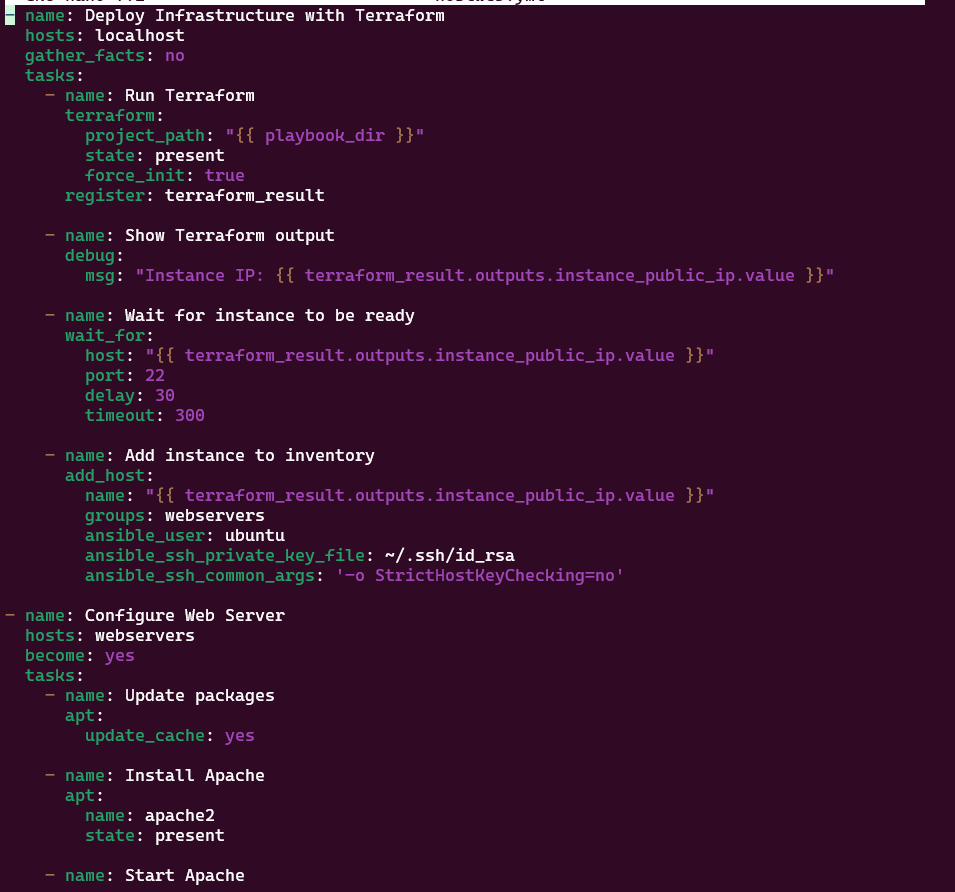 - name: Deploy Infrastructure with Terraform
  hosts: localhost
  gather_facts: no
  tasks:
    - name: Run Terraform
      terraform:
        project_path: "{{ playbook_dir }}"
        state: present
        force_init: true
      register: terraform_result

    - name: Show Terraform output
      debug:
        msg: "Instance IP: {{ terraform_result.outputs.instance_public_ip.value }}"

    - name: Wait for instance to be ready
      wait_for:
        host: "{{ terraform_result.outputs.instance_public_ip.value }}"
        port: 22
        delay: 30
        timeout: 300

    - name: Add instance to inventory
      add_host:
        name: "{{ terraform_result.outputs.instance_public_ip.value }}"
        groups: webservers
        ansible_user: ubuntu
        ansible_ssh_private_key_file: ~/.ssh/id_rsa
        ansible_ssh_common_args: '-o StrictHostKeyChecking=no'

- name: Configure Web Server
  hosts: webservers
  become: yes
  tasks:
    - name: Update packages
      apt:
        update_cache: yes

    - name: Install Apache
      apt:
        name: apache2
        state: present

    - name: Start Apache